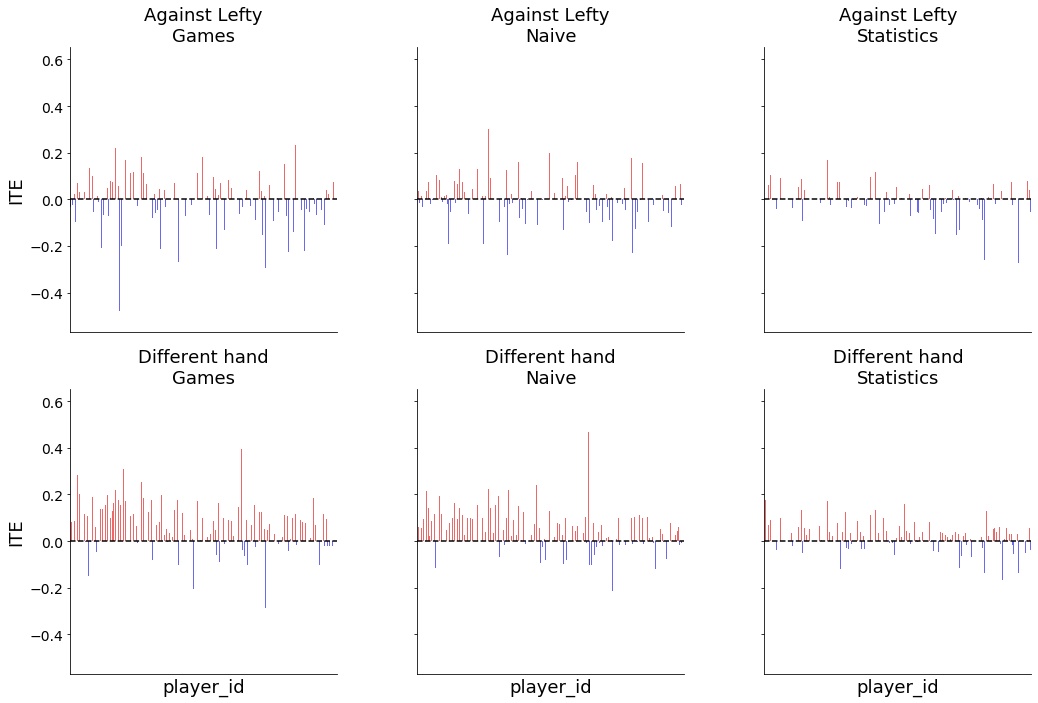 Against Lefty
Games
Against Lefty
Naive
Against Lefty
Statistics
ITE
0.6
0.4
0.2
0.0
−0.2
−0.4
Different hand
Games
Different hand
Naive
Different hand
Statistics
ITE
0.6
0.4
0.2
0.0
−0.2
−0.4
player_id
player_id
player_id